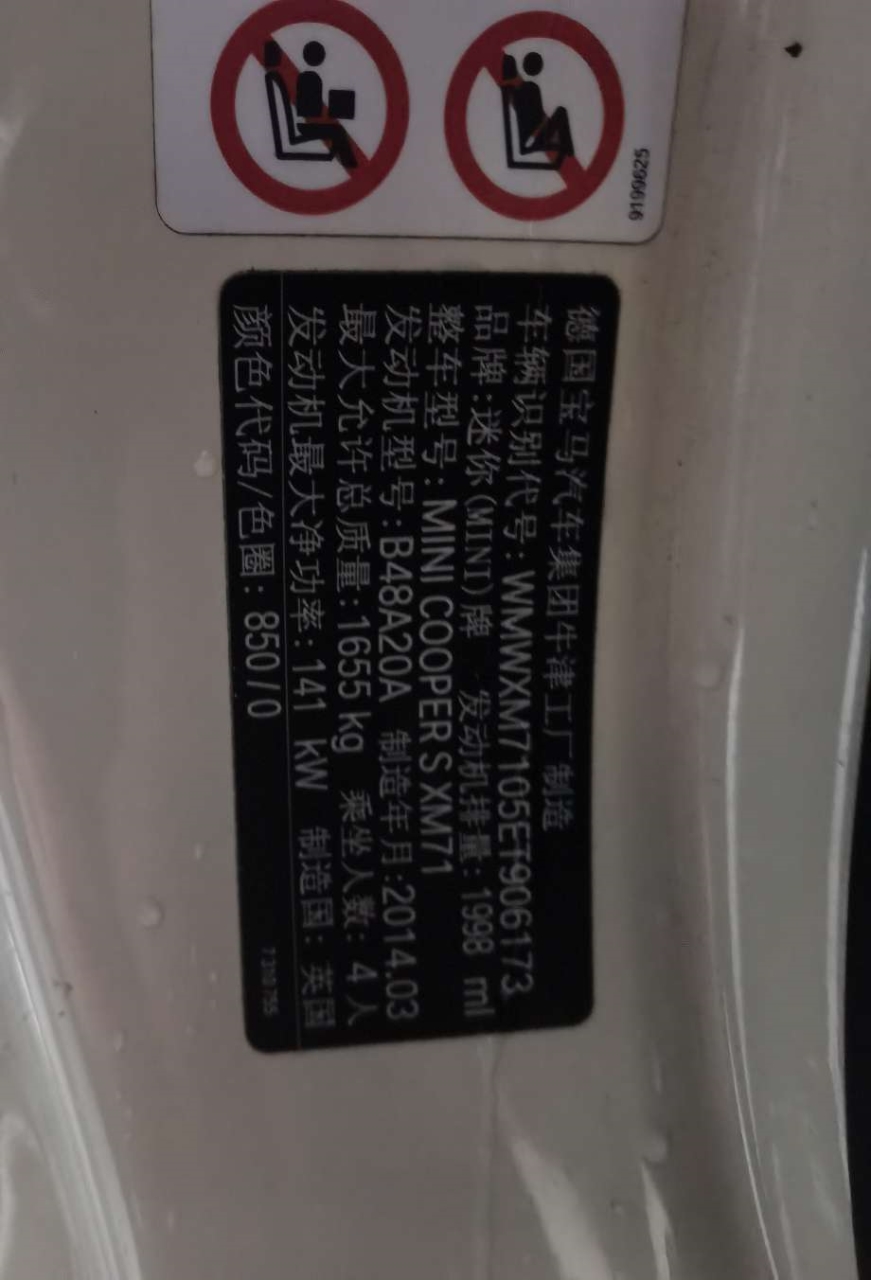 9190625
德国宝马汽车集团牛津工厂制造
车辆识别代号: WMWXM7105ET906173
品牌:迷你(MINI)牌 发动机排量:1998 ml
整车型号: MINI COOPER S XM71
发动机型号:B48A20A 制造年月:2014.03
最大允许总质量:1655 kg 乘坐人数: 4 人
发动机最大净功率: 141 kW 制造国: 英国
颜色代码/色圈: 850/0